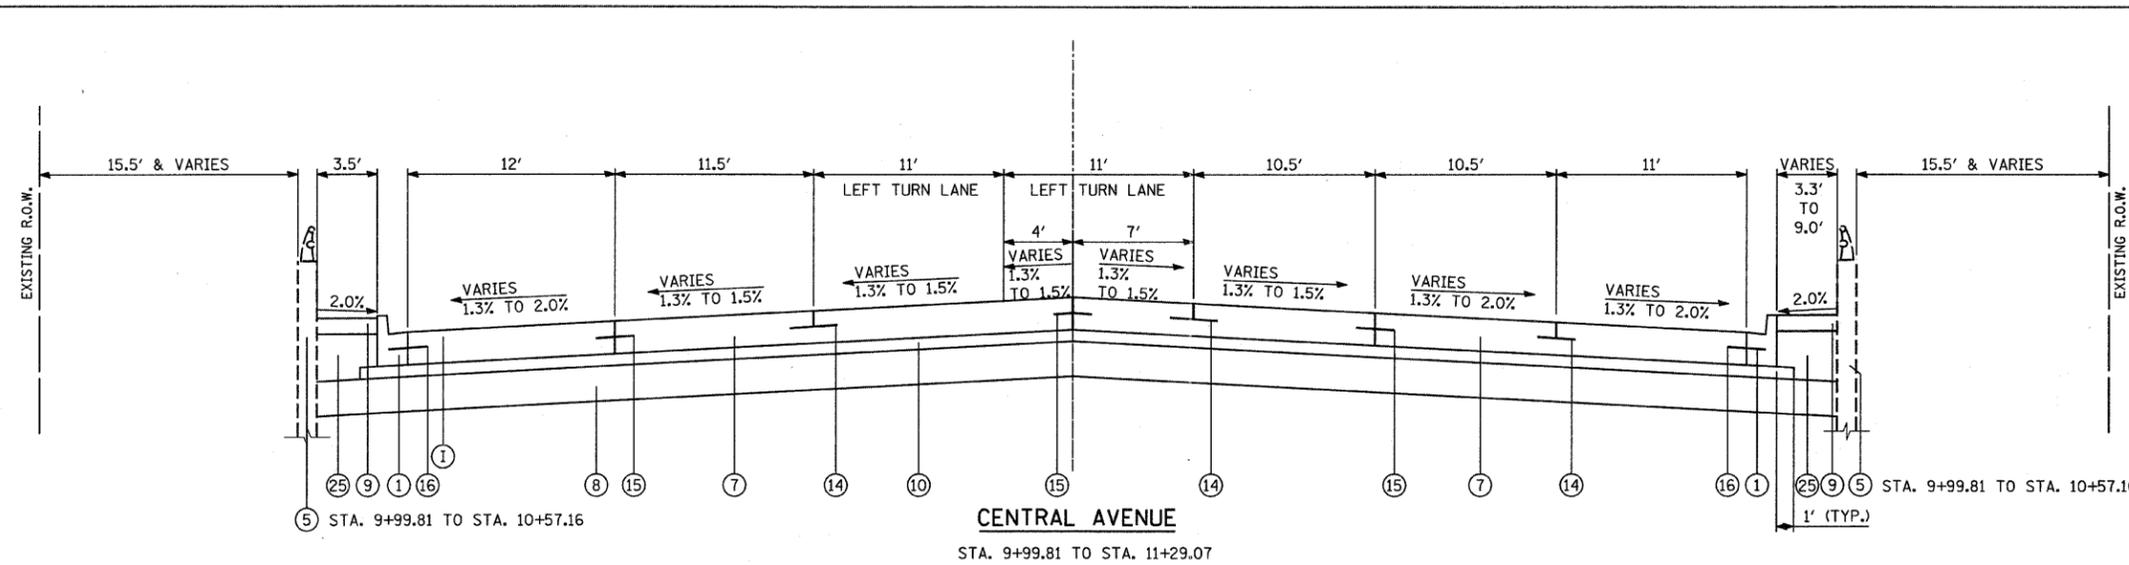 15.5' & VARIES
3.5'
12'
11.5'
11'
11'
10.5'
10.5'
11'
VARIES
15.5' & VARIES
LEFT TURN LANE
LEFT TURN LANE
3.3'
TO
9.0'
EXISTING R.O.W.
EXISTING R.O.W.
4'
7'
VARIES
1.3%
TO 1.5%
VARIES
1.3%
TO 1.5%
2.0%
VARIES
1.3% TO 2.0%
VARIES
1.3% TO 1.5%
VARIES
1.3% TO 1.5%
VARIES
1.3% TO 1.5%
VARIES
1.3% TO 2.0%
VARIES
1.3% TO 2.0%
2.0%
I
25 9 1 16 8 15 7 14 10 15 14 15 7 14 16 1 25 9 5 STA. 9+99.81 TO STA. 10+57.1
5 STA. 9+99.81 TO STA. 10+57.16
1' (TYP.)
CENTRAL AVENUE
STA. 9+99.81 TO STA. 11+29.07